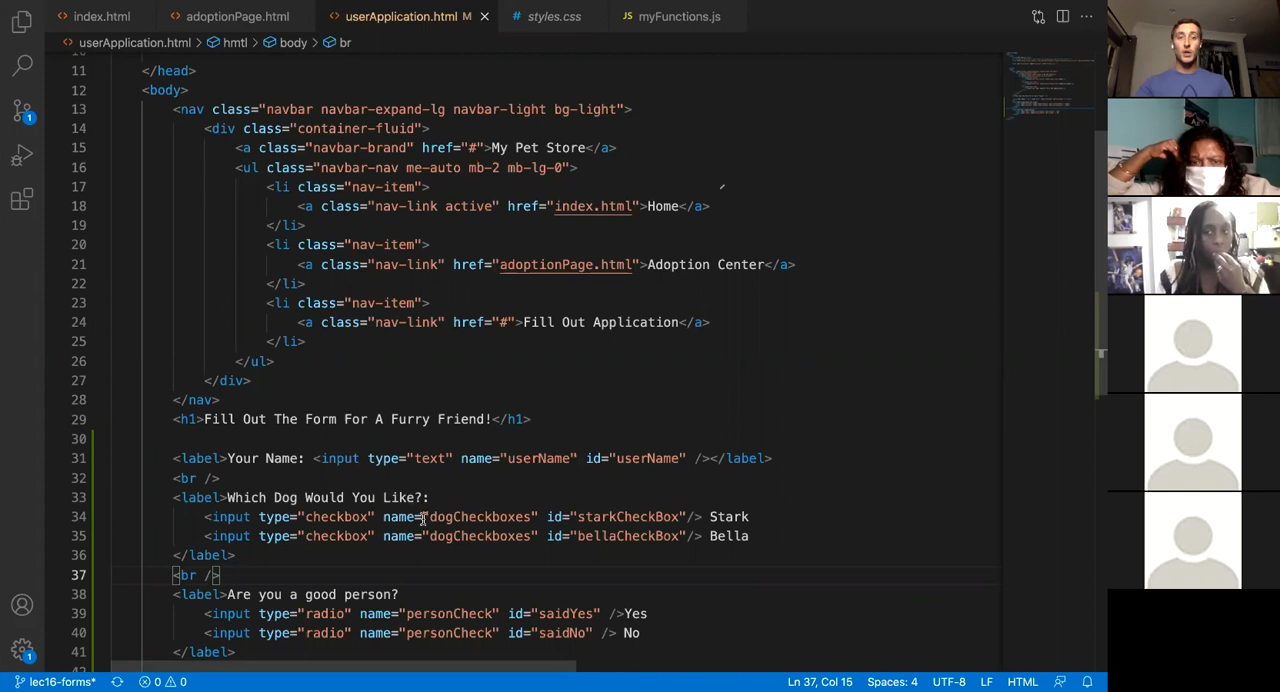 index.html
adoptionPage.html
userApplication.html M
styles.css
JS myFunctions.js
userApplication.html > hmtl > body > br
11 </head>
12 <body>
13 <nav class="navbar navbar-expand-lg navbar-light bg-light">
14 <div class="container-fluid">
15 <a class="navbar-brand" href="#">My Pet Store</a>
16 <ul class="navbar-nav me-auto mb-2 mb-lg-0">
17 <li class="nav-item">
18 <a class="nav-link active" href="index.html">Home</a>
19 </li>
20 <li class="nav-item">
21 <a class="nav-link" href="adoptionPage.html">Adoption Center</a>
22 </li>
23 <li class="nav-item">
24 <a class="nav-link" href="#">Fill Out Application</a>
25 </li>
26 </ul>
27 </div>
28 </nav>
29 <h1>Fill Out The Form For A Furry Friend!</h1>
30
31 <label>Your Name: <input type="text" name="userName" id="userName" /></label>
32 <br />
33 <label>Which Dog Would You Like?:
34 <input type="checkbox" name="dogCheckboxes" id="starkCheckBox"/> Stark
35 <input type="checkbox" name="dogCheckboxes" id="bellaCheckBox"/> Bella
36 </label>
37 <br />
38 <label>Are you a good person?
39 <input type="radio" name="personCheck" id="saidYes" />Yes
40 <input type="radio" name="personCheck" id="saidNo" /> No
41 </label>
1
1
lec16-forms* 0 0 Ln 37, Col 15 Spaces: 4 UTF-8 LF HTML